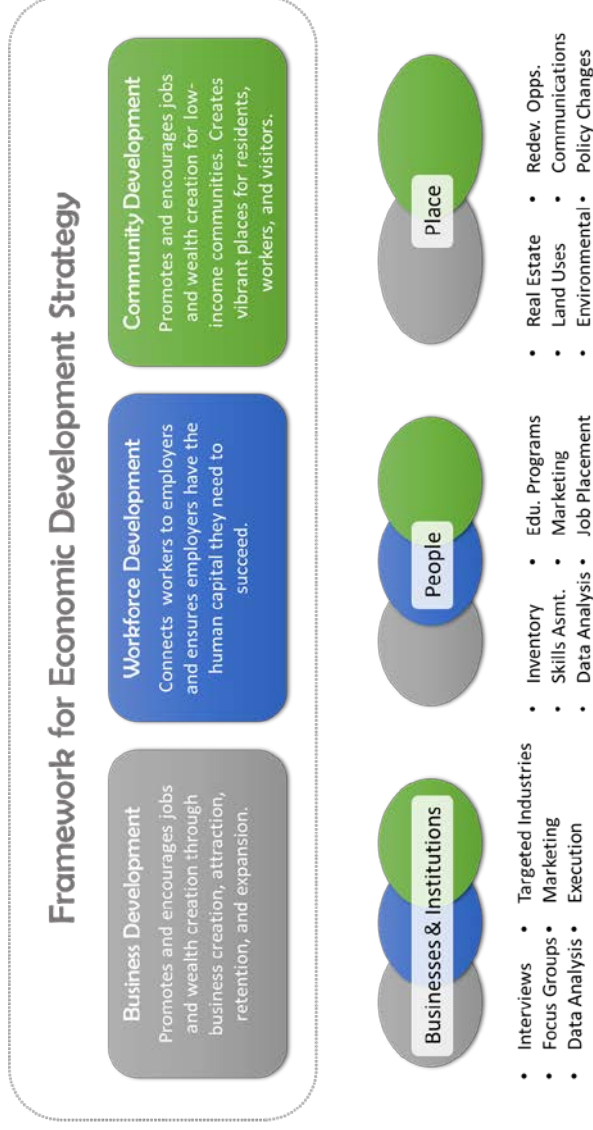 Framework for Economic Development Strategy
Business Development
Promotes and encourages jobs
and wealth creation through
business creation, attraction,
retention, and expansion.
Workforce Development
Connects workers to employers
and ensures employers have the
human capital they need to
succeed.
Community Development
Promotes and encourages jobs
and wealth creation for low-
income communities. Creates
vibrant places for residents,
workers, and visitors.
Businesses & Institutions
• Interviews
• Focus Groups
• Data Analysis
• Targeted Industries
• Marketing
• Execution
People
• Inventory
• Skills Asmt.
• Data Analysis
• Edu. Programs
• Marketing
• Job Placement
Place
• Real Estate
• Land Uses
• Environmental
• Redev. Opps.
• Communications
• Policy Changes